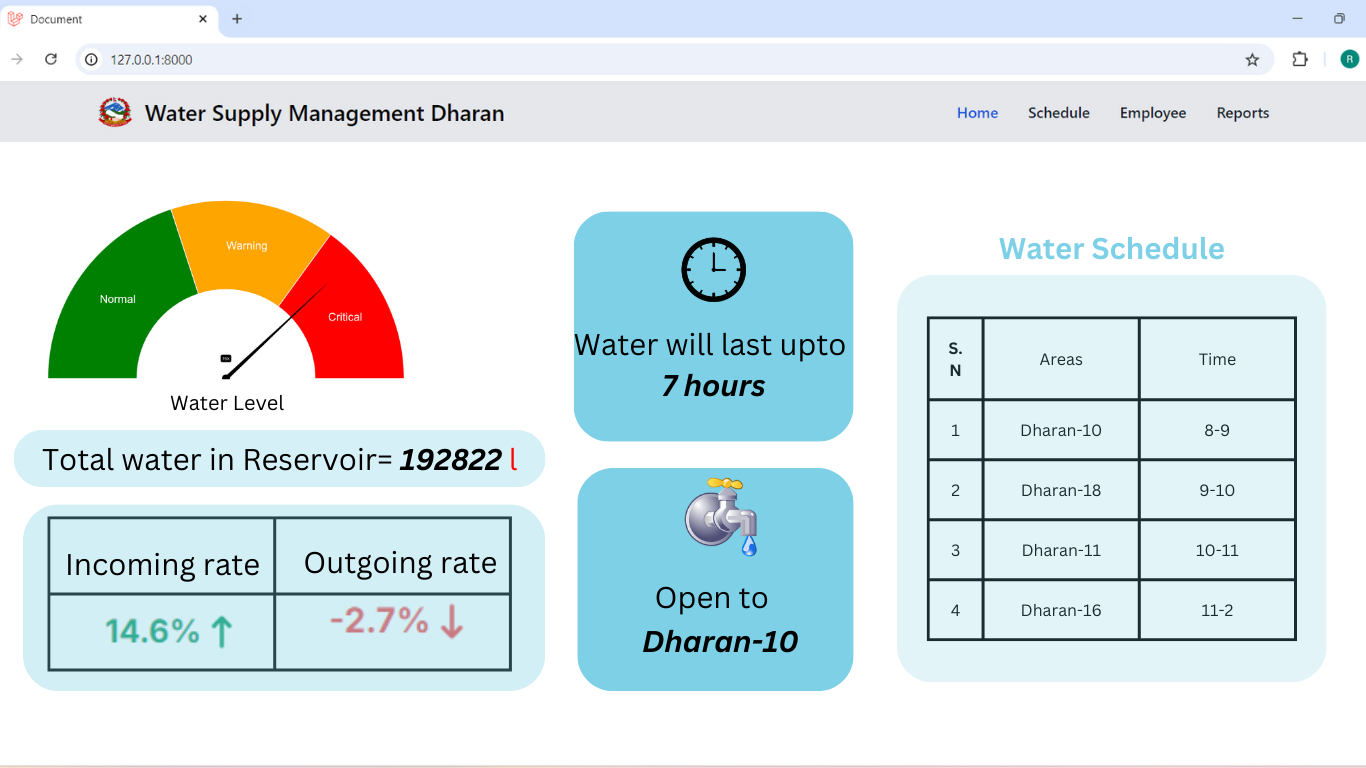 Document
127.0.0.1:8000
R
Water Supply Management Dharan
Home Schedule Employee Reports
Normal
Warning
Critical
Water Level
Total water in Reservoir= 192822 l
Incoming rate Outgoing rate
14.6% ↑ -2.7% ↓
Water will last upto
7 hours
Open to
Dharan-10
Water Schedule
S.
N Areas Time
1 Dharan-10 8-9
2 Dharan-18 9-10
3 Dharan-11 10-11
4 Dharan-16 11-2